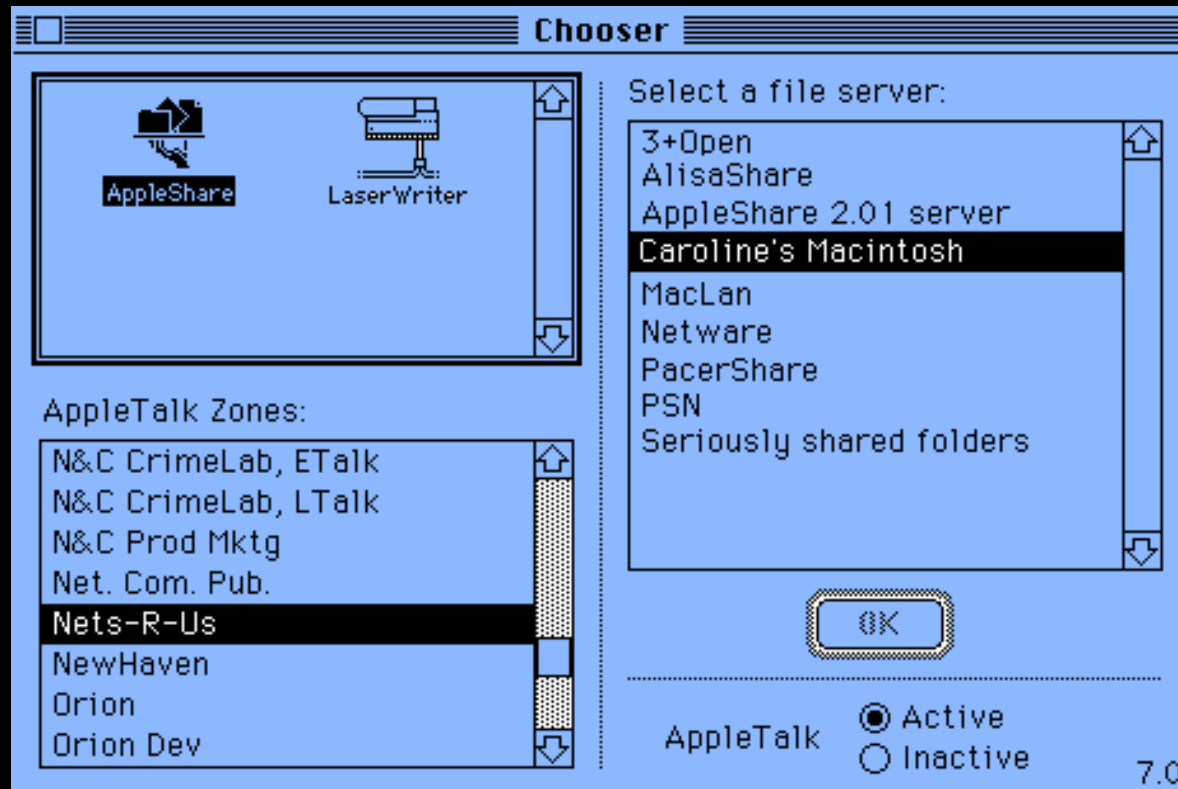 Chooser
AppleShare
LaserWriter
AppleTalk Zones:
N&C CrimeLab, ETalk
N&C CrimeLab, LTalk
N&C Prod Mktg
Net. Com. Pub.
Nets-R-Us
NewHaven
Orion
Orion Dev
Select a file server:
3+Open
AlisaShare
AppleShare 2.01 server
Caroline's Macintosh
MacLan
Netware
PacerShare
PSN
Seriously shared folders
OK
AppleTalk
Active
Inactive
7.0